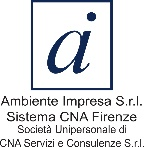 ai
Ambiente Impresa S.r.l.
Sistema CNA Firenze
Società Unipersonale di
CNA Servizi e Consulenze S.r.l.